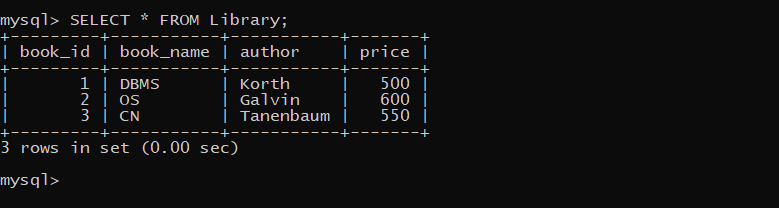 mysql> SELECT * FROM Library;
+---------+-----------+-----------+-------+
| book_id | book_name | author    | price |
+---------+-----------+-----------+-------+
|       1 | DBMS      | Korth     |   500 |
|       2 | OS        | Galvin    |   600 |
|       3 | CN        | Tanenbaum |   550 |
+---------+-----------+-----------+-------+
3 rows in set (0.00 sec)
mysql>